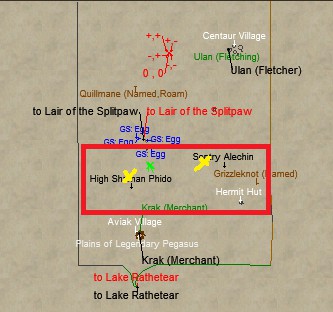 Centaur Village
+,+ -,+
+,- -,-
Ulan (Fletching)
0 , 0
Ulan (Fletcher)
Quillmane (Named,Roam)
to Lair of the Splitpaw
to Lair of the Splitpaw
GS: Egg
GS: Egg
GS: Egg
GS: Egg
Sentry Alechin
High Shaman Phido
Grizzleknot (Named)
Hermit Hut
Krak (Merchant)
Aviak Village
Plains of Legendary Pegasus
Krak (Merchant)
to Lake Rathetear
to Lake Rathetear